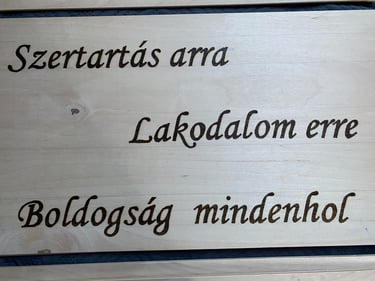 Szertartás arra
Lakodalom erre
Boldogság mindenhol